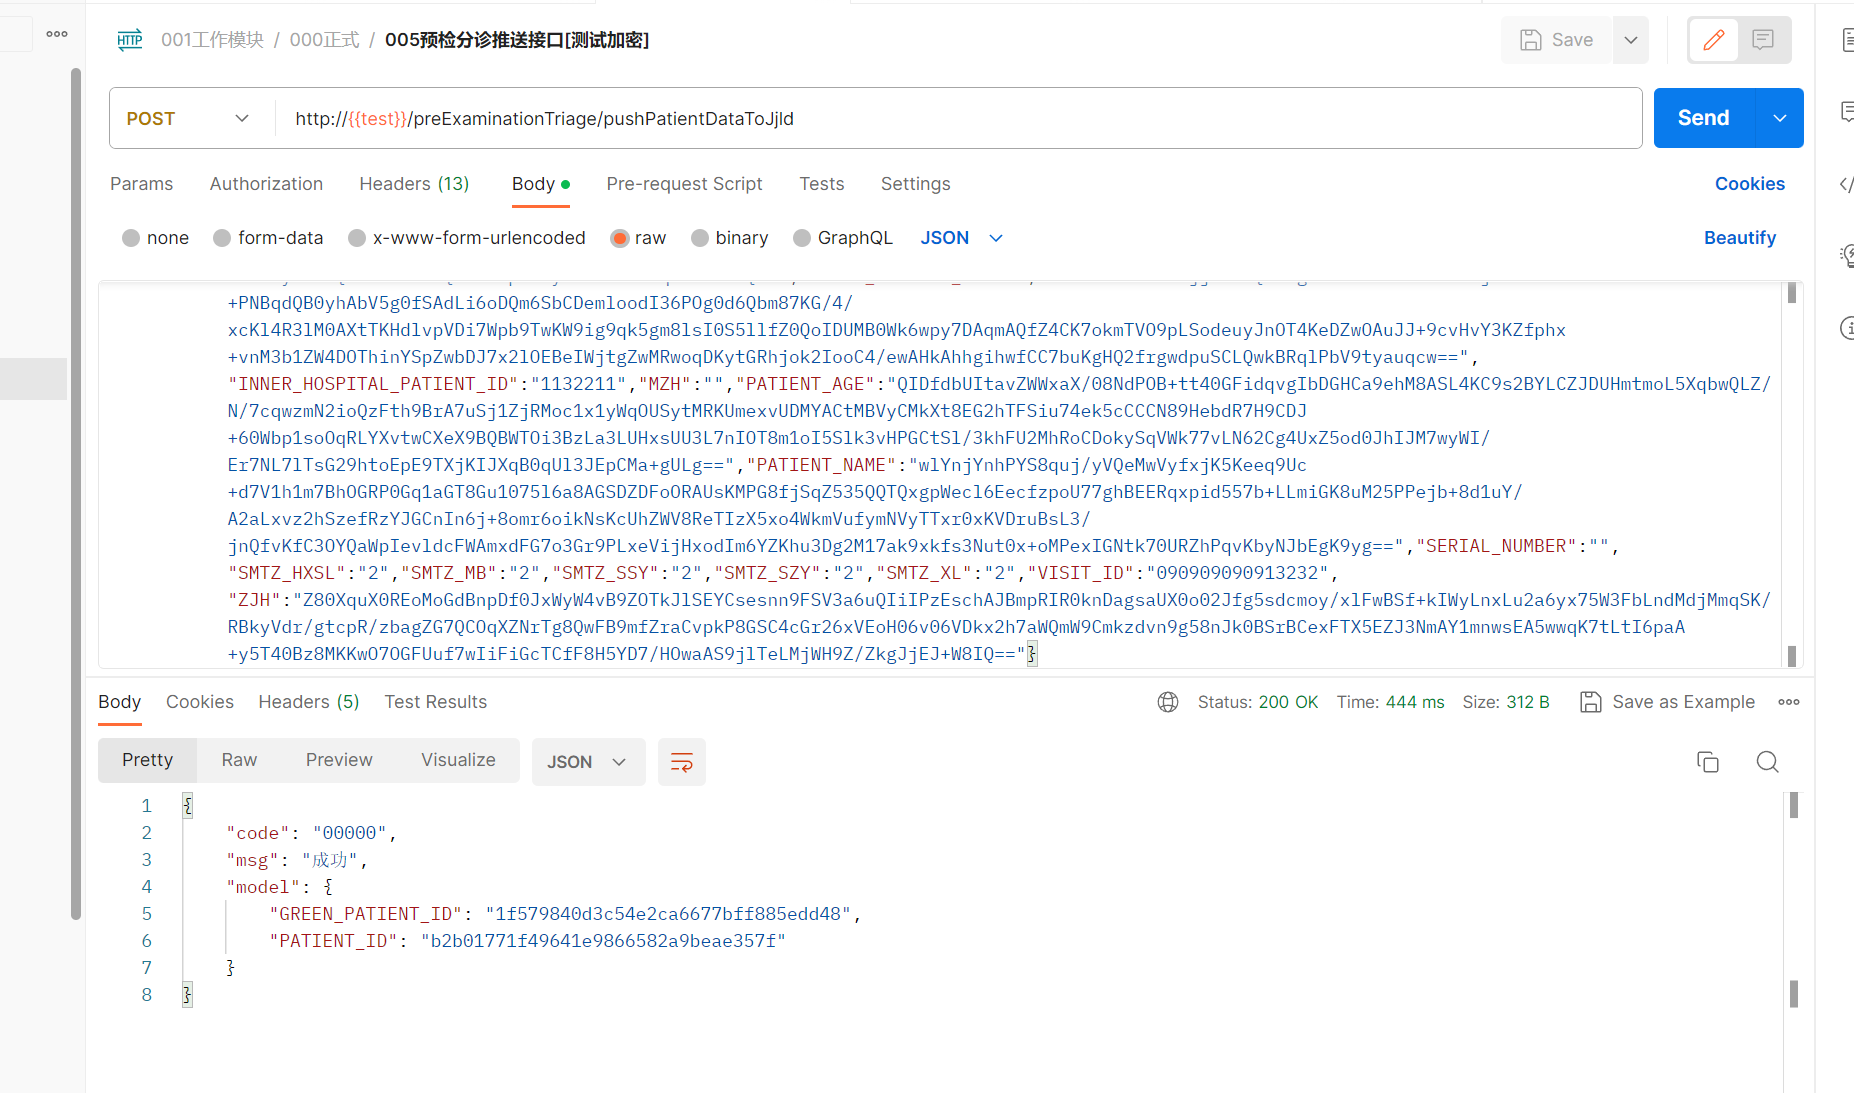 HTTP 001工作模块 / 000正式 / 005预检分诊推送接口[测试加密] Save
POST http://{{test}}/preExaminationTriage/pushPatientDataToJjld Send
Params Authorization Headers (13) Body Pre-request Script Tests Settings Cookies
none form-data x-www-form-urlencoded raw binary GraphQL JSON Beautify
+PNBqdQB0yhAbV5g0fSAdLi6oDQm6SbCDemloodI36POg0d6Qbm87KG/4/
xcKl4R3lM0AXtTKHdlvpVDi7Wpb9TwKW9ig9qk5gm8lsI0S5llfZ0QoIDUMB0Wk6wpy7DAqmAQfZ4CK7okmTVO9pLSodeuyJnOT4KeDZwOAuJJ+9cvHvY3KZfphx
+vnM3b1ZW4DOThinYSpZwbDJ7x2lOEBeIWjtgZwMRwoqDKytGRhjok2IooC4/ewAHkAhhgihwfCC7buKgHQ2frgwdpuSCLQwkBRqlPbV9tyauqcw==",
"INNER_HOSPITAL_PATIENT_ID":"1132211","MZH":"","PATIENT_AGE":"QIDfdbUItavZWWxaX/08NdPOB+tt40GFidqvgIbDGHCa9ehM8ASL4KC9s2BYLCZJDUHmtmoL5XqbwQLZ/
N/7cqwzmN2ioQzFth9BrA7uSj1ZjRMoc1x1yWqOUSytMRKUmexvUDMYACtMBVyCMkXt8EG2hTFSiu74ek5cCCCN89HebdR7H9CDJ
+60Wbp1soOqRLYXvtwCXeX9BQBWTOi3BzLa3LUHxsUU3L7nIOT8m1oI5Slk3vHPGCtSl/3khFU2MhRoCDokySqVWk77vLN62Cg4UxZ5od0JhIJM7wyWI/
Er7NL7lTsG29htoEpE9TXjKIJXqB0qUl3JEpCMa+gULg==","PATIENT_NAME":"wlYnjYnhPYS8quj/yVQeMwVyfxjK5Keeq9Uc
+d7V1h1m7BhOGRP0Gq1aGT8Gu1075l6a8AGSDZDFoORAUsKMPG8fjSqZ535QQTQxgpWecl6EecfzpoU77ghBEERqxpid557b+LLmiGK8uM25PPejb+8d1uY/
A2aLxvz2hSzefRzYJGCnIn6j+8omr6oikNsKcUhZWV8ReTIzX5xo4WkmVufymNVyTTxr0xKVDruBsL3/
jnQfvKfC3OYQaWpIevldcFWAmxdFG7o3Gr9PLxeVijHxodIm6YZKhu3Dg2M17ak9xkfs3Nut0x+oMPexIGNtk70URZhPqvKbyNJbEgK9yg==","SERIAL_NUMBER":"",
"SMTZ_HXSL":"2","SMTZ_MB":"2","SMTZ_SSY":"2","SMTZ_SZY":"2","SMTZ_XL":"2","VISIT_ID":"090909090913232",
"ZJH":"Z80XquX0REoMoGdBnpDf0JxWyW4vB9ZOTkJlSEYCsesnn9FSV3a6uQIiIPzEschAJBmpRIR0knDagsaUX0o02Jfg5sdcmoy/xlFwBSf+kIWyLnxLu2a6yx75W3FbLndMdjMmqSK/
RBkyVdr/gtcpR/zbagZG7QCOqXZNrTg8QwFB9mfZraCvpkP8GSC4cGr26xVEoH06v06VDkx2h7aWQmW9Cmkzdvn9g58nJk0BSrBCexFTX5EZJ3NmAY1mnwsEA5wwqK7tLtI6paA
+y5T40Bz8MKKwO7OGFUuf7wIiFiGcTCfF8H5YD7/HOwaAS9jlTeLMjWH9Z/ZkgJjEJ+W8IQ=="}
Body Cookies Headers (5) Test Results Status: 200 OK Time: 444 ms Size: 312 B Save as Example
Pretty Raw Preview Visualize JSON
1 {
2 "code": "00000",
3 "msg": "成功",
4 "model": {
5 "GREEN_PATIENT_ID": "1f579840d3c54e2ca6677bff885edd48",
6 "PATIENT_ID": "b2b01771f49641e9866582a9beae357f"
7 }
8 }